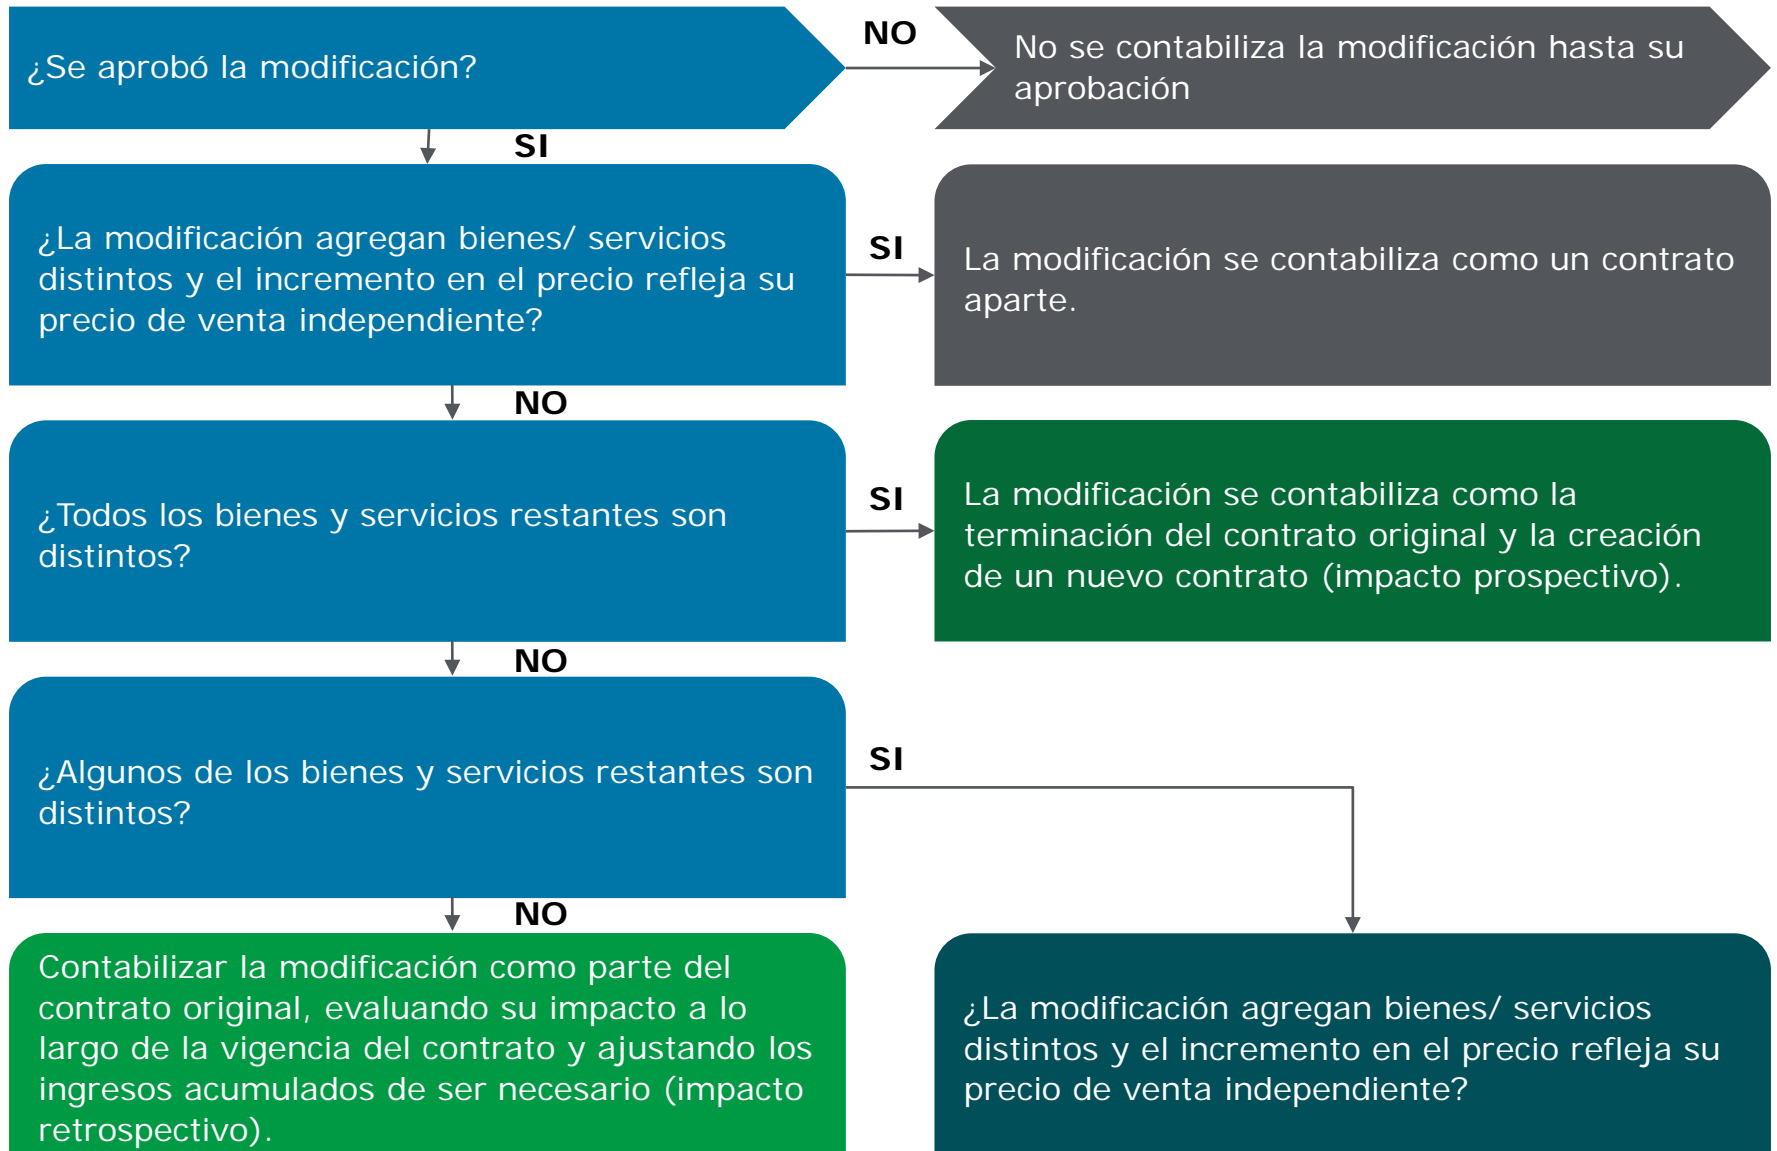 ¿Se aprobó la modificación?
NO
No se contabiliza la modificación hasta su
aprobación
SI
¿La modificación agregan bienes/ servicios
distintos y el incremento en el precio refleja su
precio de venta independiente?
SI
La modificación se contabiliza como un contrato
aparte.
NO
¿Todos los bienes y servicios restantes son
distintos?
SI
La modificación se contabiliza como la
terminación del contrato original y la creación
de un nuevo contrato (impacto prospectivo).
NO
¿Algunos de los bienes y servicios restantes son
distintos?
SI
NO
Contabilizar la modificación como parte del
contrato original, evaluando su impacto a lo
largo de la vigencia del contrato y ajustando los
ingresos acumulados de ser necesario (impacto
retrospectivo).
¿La modificación agregan bienes/ servicios
distintos y el incremento en el precio refleja su
precio de venta independiente?